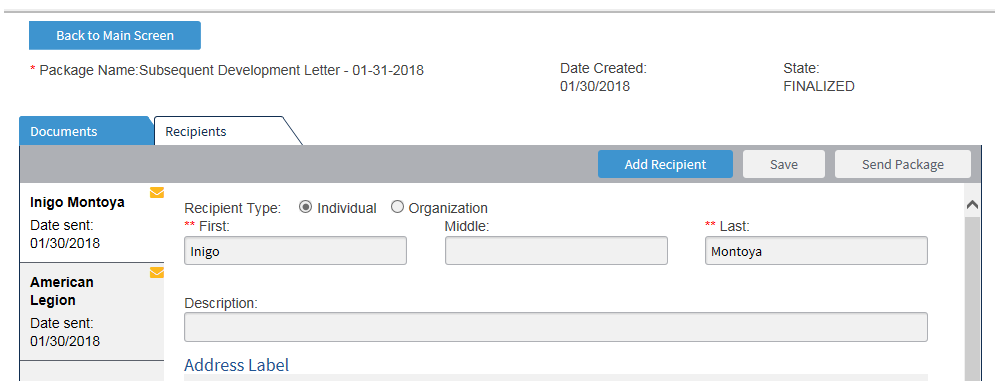 Back to Main Screen
* Package Name:Subsequent Development Letter - 01-31-2018
Date Created:
01/30/2018
State:
FINALIZED
Documents
Recipients
Add Recipient
Save
Send Package
Inigo Montoya
Date sent:
01/30/2018
American
Legion
Date sent:
01/30/2018
Recipient Type: Individual Organization
** First:
Middle:
** Last:
Inigo
Montoya
Description:
Address Label